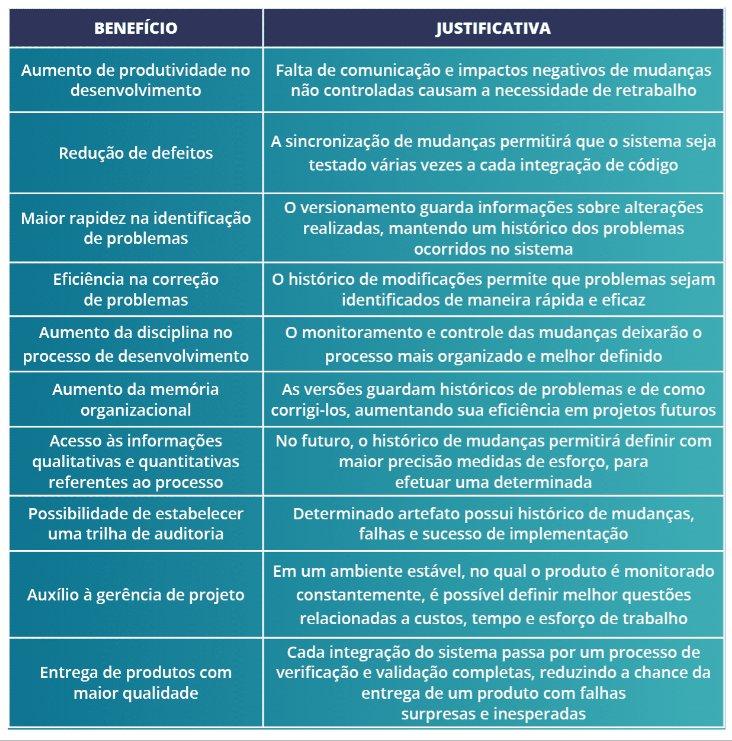 BENEFÍCIO
JUSTIFICATIVA
Aumento de produtividade no
desenvolvimento
Falta de comunicação e impactos negativos de mudanças
não controladas causam a necessidade de retrabalho
Redução de defeitos
A sincronização de mudanças permitirá que o sistema seja
testado várias vezes a cada integração de código
Maior rapidez na identificação
de problemas
O versionamento guarda informações sobre alterações
realizadas, mantendo um histórico dos problemas
ocorridos no sistema
Eficiência na correção
de problemas
O histórico de modificações permite que problemas sejam
identificados de maneira rápida e eficaz
Aumento da disciplina no
processo de desenvolvimento
O monitoramento e controle das mudanças deixarão o
processo mais organizado e melhor definido
Aumento da memória
organizacional
As versões guardam históricos de problemas e de como
corrigi-los, aumentando sua eficiência em projetos futuros
Acesso às informações
qualitativas e quantitativas
referentes ao processo
No futuro, o histórico de mudanças permitirá definir com
maior precisão medidas de esforço, para
efetuar uma determinada
Possibilidade de estabelecer
uma trilha de auditoria
Determinado artefato possui histórico de mudanças,
falhas e sucesso de implementação
Auxílio à gerência de projeto
Em um ambiente estável, no qual o produto é monitorado
constantemente, é possível definir melhor questões
relacionadas a custos, tempo e esforço de trabalho
Entrega de produtos com
maior qualidade
Cada integração do sistema passa por um processo de
verificação e validação completas, reduzindo a chance da
entrega de um produto com falhas
surpresas e inesperadas